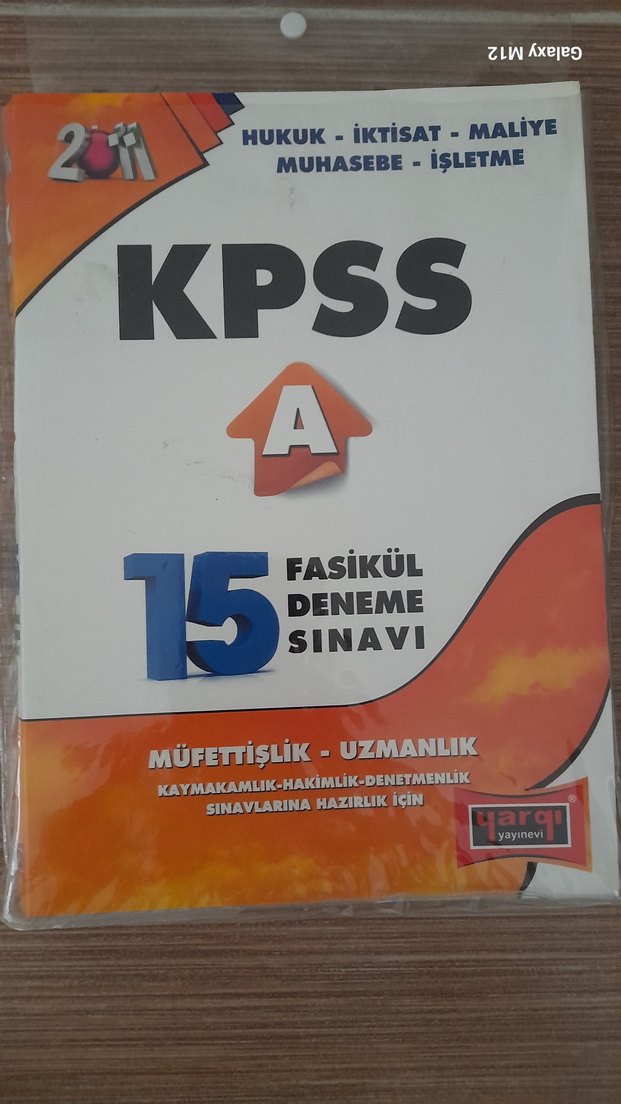 Galaxy M12
2011
HUKUK - İKTİSAT - MALİYE
MUHASEBE - İŞLETME
KPSS
A
15
FASİKÜL
DENEME
SINAVI
MÜFETTİŞLİK - UZMANLIK
KAYMAKAMLIK-HAKİMLİK-DENETMENLİK
SINAVLARINA HAZIRLIK İÇİN
yargı
yayınevi